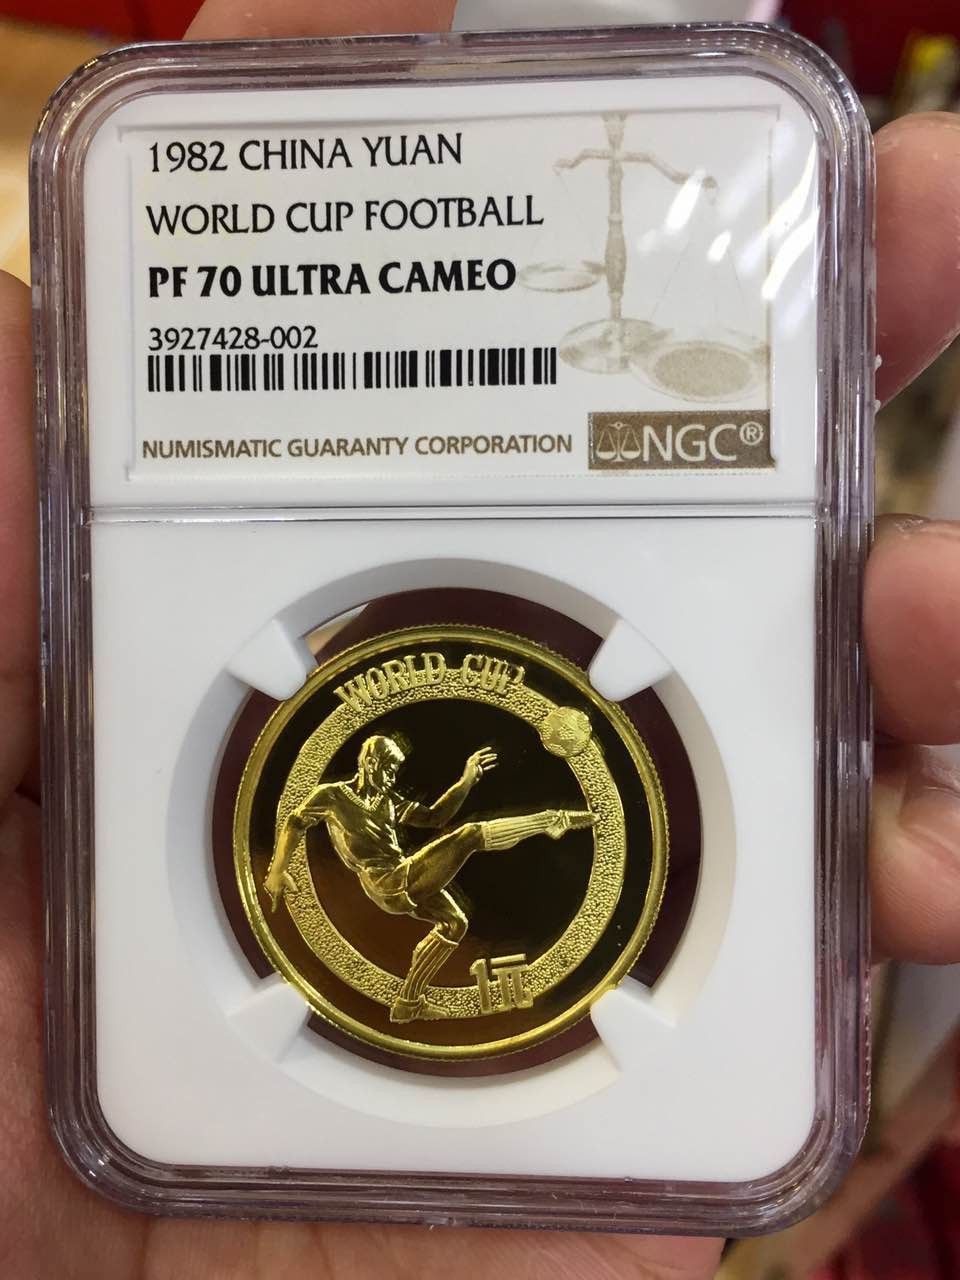 1982 CHINA YUAN
WORLD CUP FOOTBALL
PF 70 ULTRA CAMEO
3927428-002
NUMISMATIC GUARANTY CORPORATION
NGC®
WORLD CUP
1元